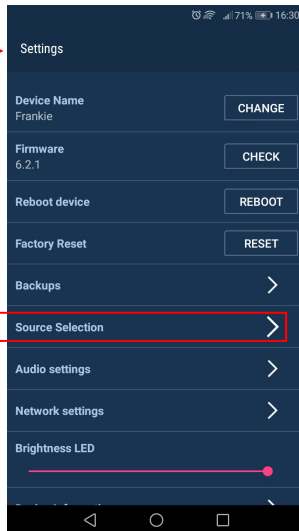 71% 16:30
Settings
Device Name
Frankie
CHANGE
Firmware
6.2.1
CHECK
Reboot device
REBOOT
Factory Reset
RESET
Backups
Source Selection
Audio settings
Network settings
Brightness LED